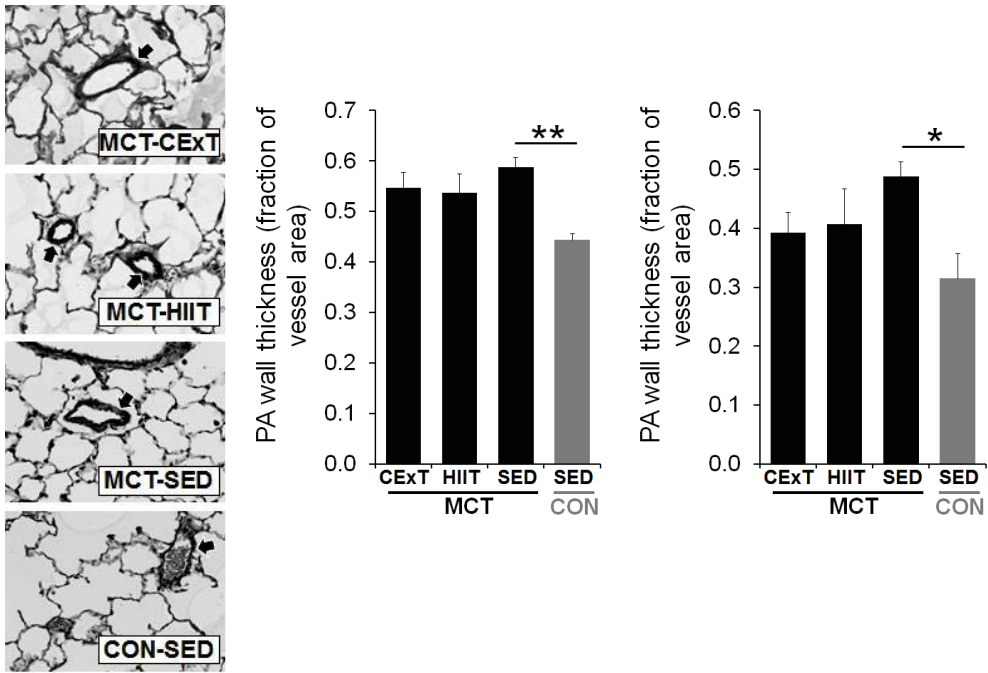 MCT-CExT
MCT-HIIT
MCT-SED
CON-SED
PA wall thickness (fraction of
vessel area)
0.7
0.6
0.5
0.4
0.3
0.2
0.1
0.0
**
CExT HIIT SED SED
MCT CON
PA wall thickness (fraction of
vessel area)
0.6
0.5
0.4
0.3
0.2
0.1
0.0
*
CExT HIIT SED SED
MCT CON